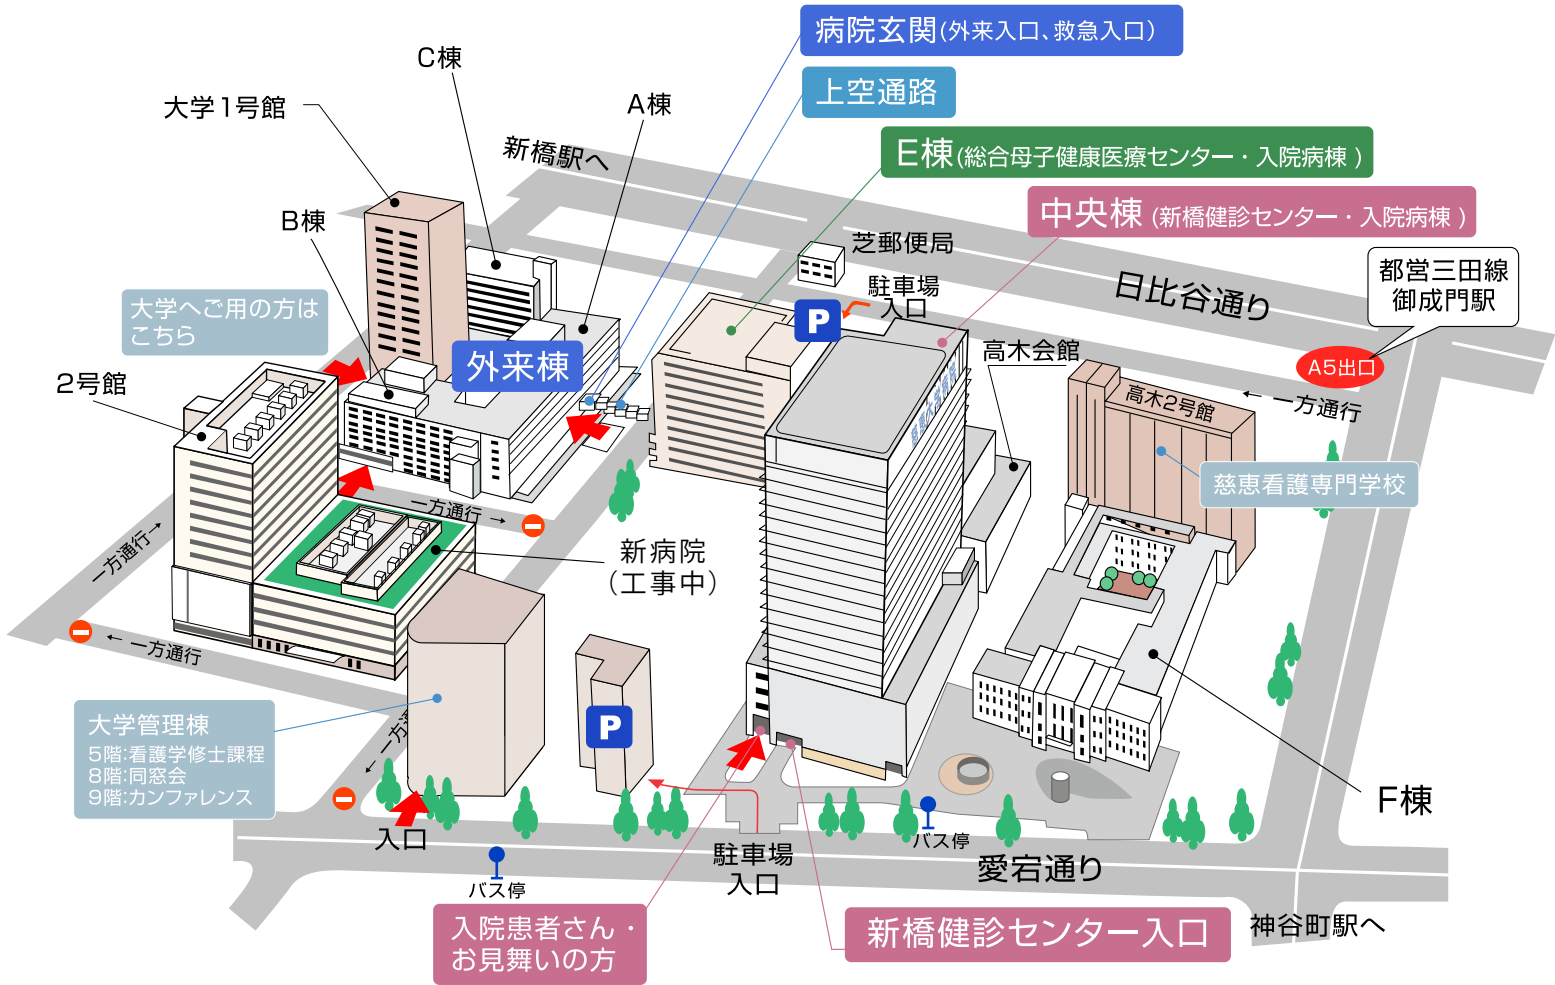 病院玄関(外来入口、救急入口)
C棟
上空通路
大学1号館
A棟
新橋駅へ
E棟(総合母子健康医療センター・入院病棟)
中央棟(新橋健診センター・入院病棟)
B棟
芝郵便局
駐車場
入口
都営三田線
御成門駅
日比谷通り
大学へご用の方は
こちら
P
高木会館
外来棟
A5出口
2号館
高木2号館
← 一方通行
慈恵看護専門学校
一方通行 →
一方通行→
新病院
(工事中)
← 一方通行
大学管理棟
5階:看護学修士課程
8階:同窓会
9階:カンファレンス
P
← 一方通
F棟
入口
バス停
駐車場
入口
バス停
愛宕通り
入院患者さん・
お見舞いの方
新橋健診センター入口
神谷町駅へ